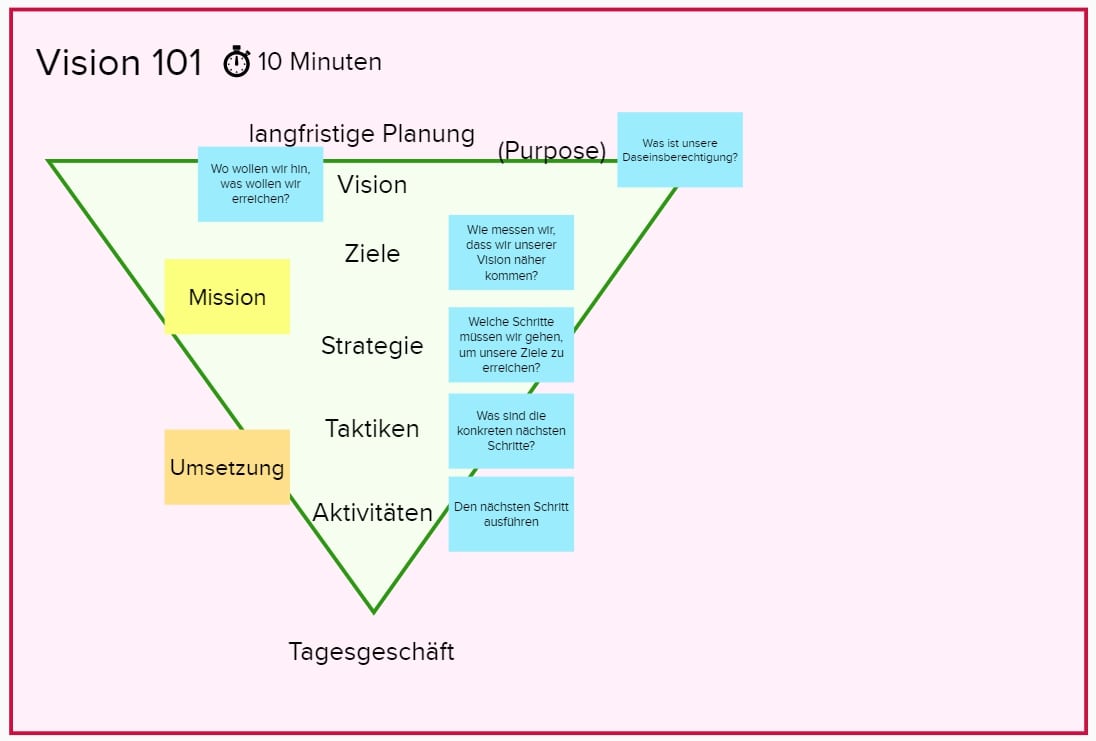 Vision 101
10 Minuten
langfristige Planung
(Purpose)
Was ist unsere
Daseinsberechtigung?
Wo wollen wir hin,
was wollen wir
erreichen?
Vision
Ziele
Wie messen wir,
dass wir unserer
Vision näher
kommen?
Mission
Strategie
Welche Schritte
müssen wir gehen,
um unsere Ziele zu
erreichen?
Taktiken
Was sind die
konkreten nächsten
Schritte?
Umsetzung
Aktivitäten
Den nächsten Schritt
ausführen
Tagesgeschäft